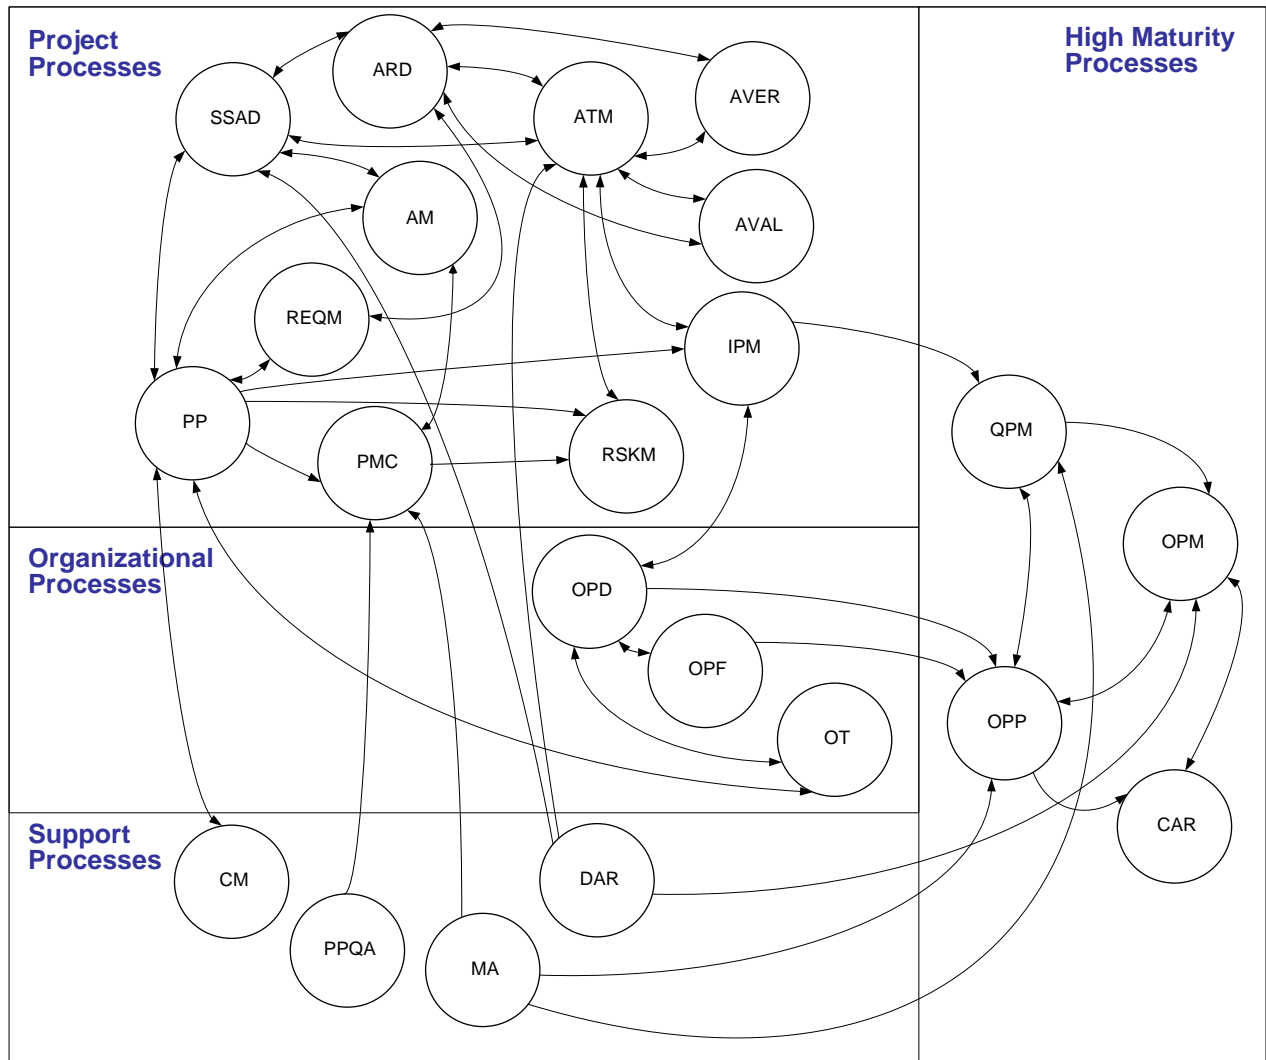 Project
Processes
High Maturity
Processes
ARD
AVER
SSAD
ATM
AM
AVAL
REQM
IPM
PP
PMC
RSKM
QPM
OPM
Organizational
Processes
OPD
OPF
OT
OPP
CAR
Support
Processes
CM
DAR
PPQA
MA